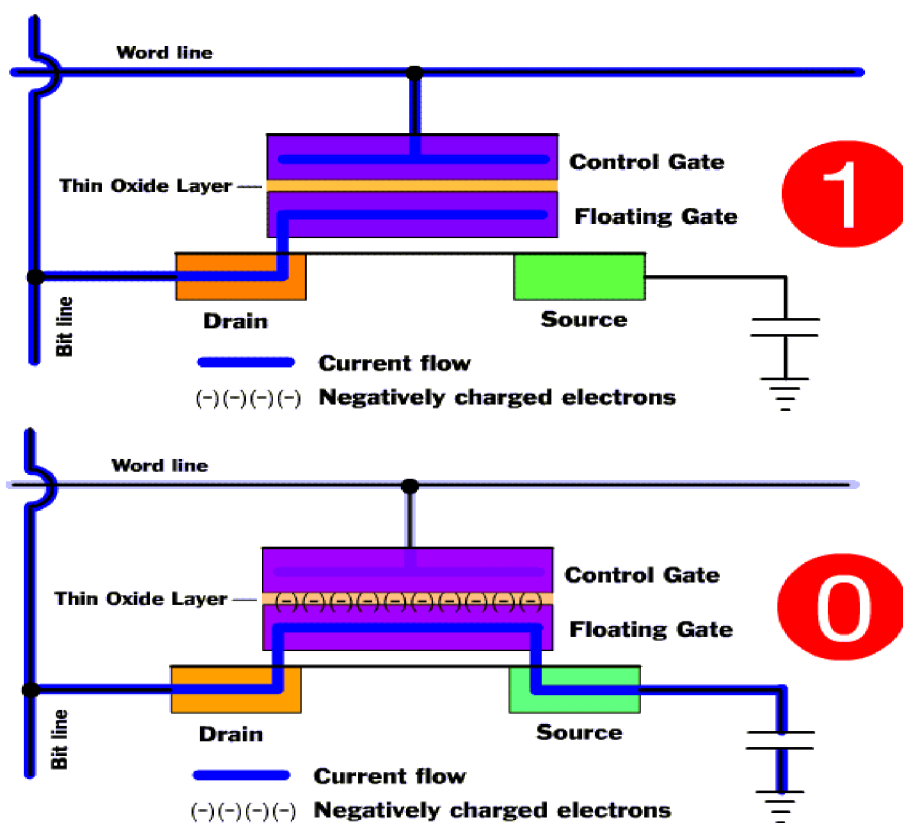 Word line
Control Gate
Thin Oxide Layer
Floating Gate
1
Bit line
Drain
Source
Current flow
(-)(-)(-)(-) Negatively charged electrons
Word line
Control Gate
Thin Oxide Layer
(-)(-)(-)(-)(-)(-)(-)(-)(-)(-)
Floating Gate
0
Bit line
Drain
Source
Current flow
(-)(-)(-)(-) Negatively charged electrons